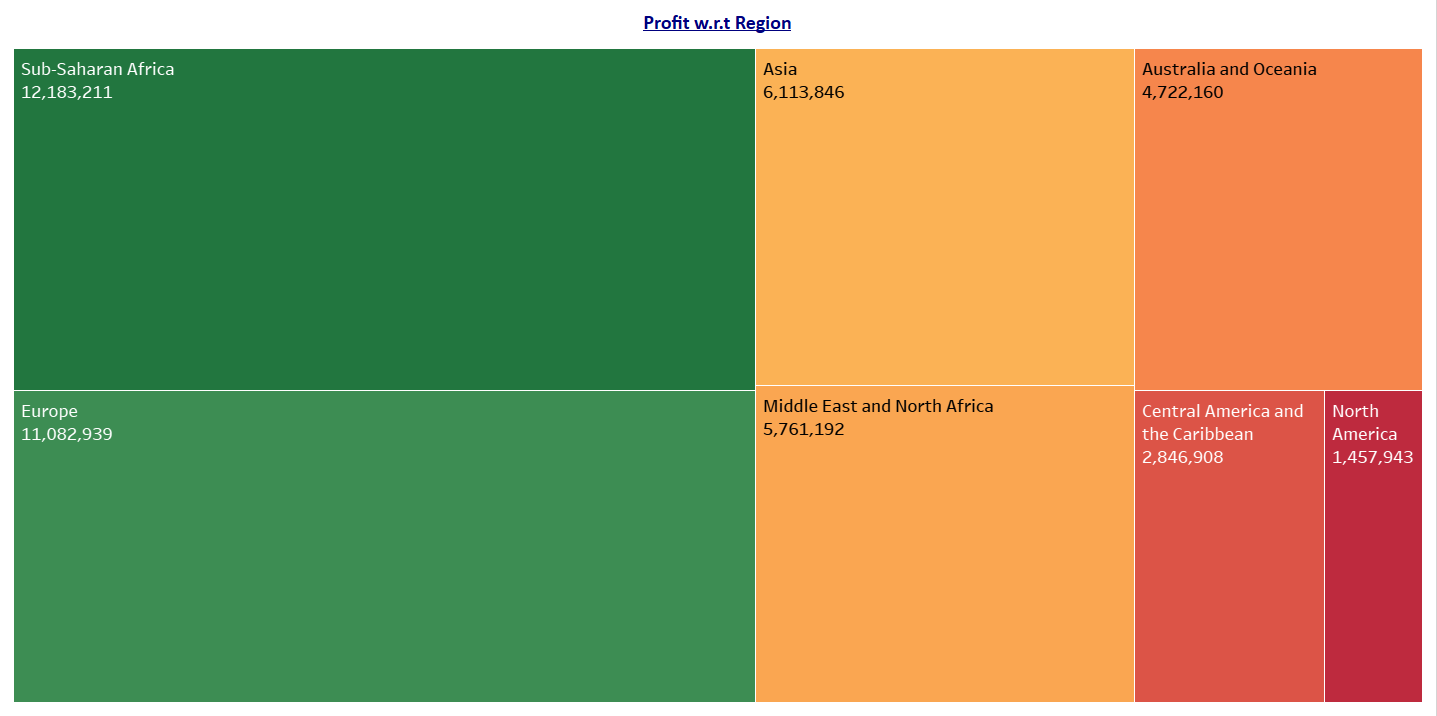 Profit w.r.t Region
Sub-Saharan Africa
12,183,211
Asia
6,113,846
Australia and Oceania
4,722,160
Europe
11,082,939
Middle East and North Africa
5,761,192
Central America and
the Caribbean
2,846,908
North
America
1,457,943